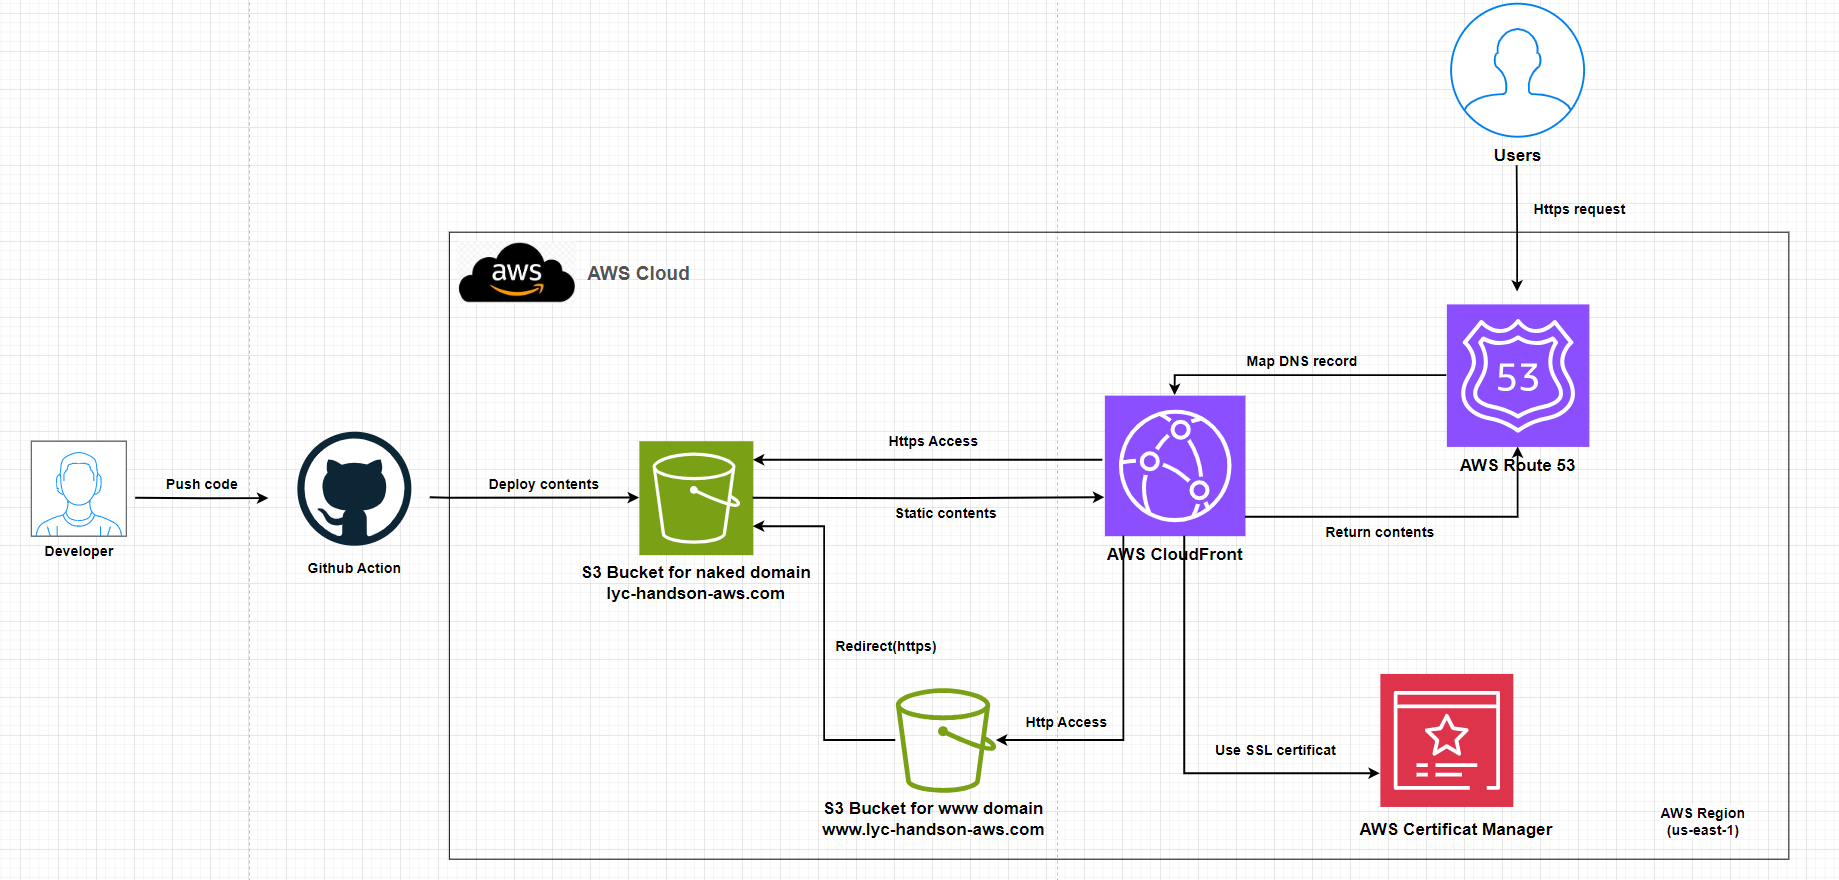 Users
Https request
aws
AWS Cloud
53
Map DNS record
AWS Route 53
Https Access
Push code
Deploy contents
Static contents
Return contents
Developer
AWS CloudFront
Github Action
S3 Bucket for naked domain
lyc-handson-aws.com
Redirect(https)
Http Access
Use SSL certificat
S3 Bucket for www domain
www.lyc-handson-aws.com
AWS Certificat Manager
AWS Region
(us-east-1)